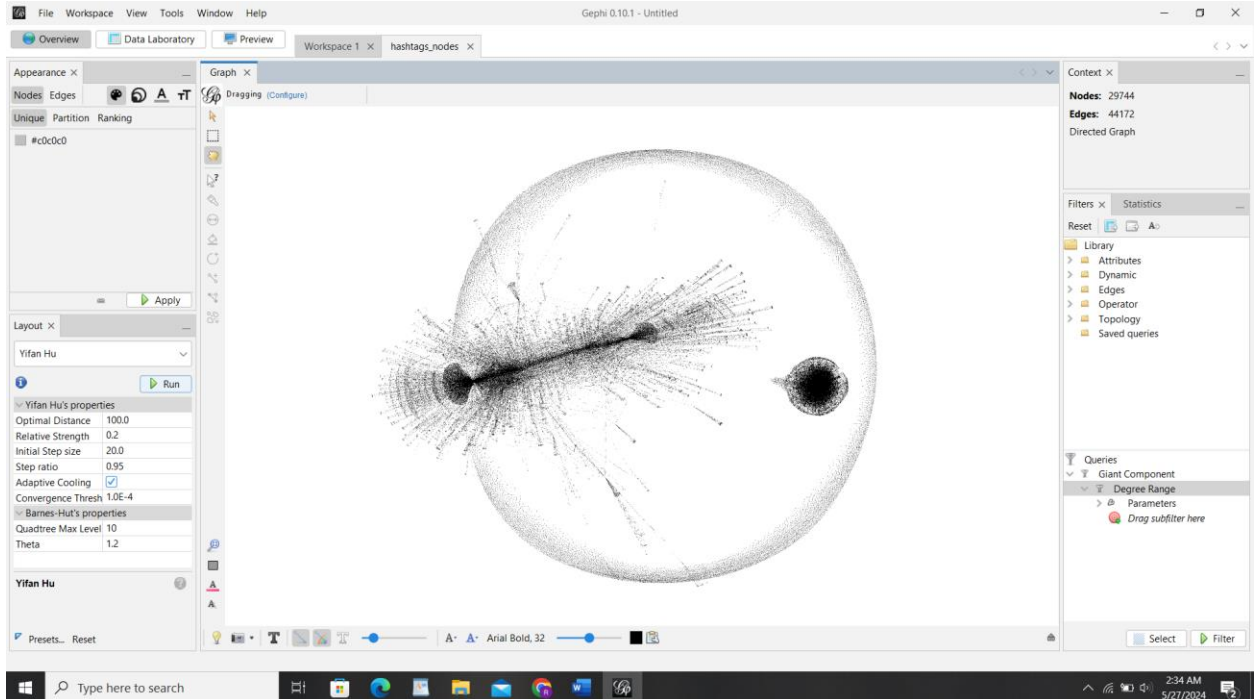 File Workspace View Tools Window Help
Gephi 0.10.1 - Untitled
Overview Data Laboratory Preview
Workspace 1 × hashtags_nodes ×
Appearance ×
Nodes Edges
Unique Partition Ranking
#c0c0c0
Apply
Layout ×
Yifan Hu
Run
Yifan Hu's properties
Optimal Distance 100.0
Relative Strength 0.2
Initial Step size 20.0
Step ratio 0.95
Adaptive Cooling
Convergence Thresh 1.0E-4
Barnes-Hut's properties
Quadtree Max Level 10
Theta 1.2
Yifan Hu
Presets... Reset
Graph ×
Dragging (Configure)
A- A- Arial Bold, 32
Context ×
Nodes: 29744
Edges: 44172
Directed Graph
Filters × Statistics
Reset
Library
Attributes
Dynamic
Edges
Operator
Topology
Saved queries
Queries
Giant Component
Degree Range
Parameters
Drag subfilter here
Select Filter
Type here to search
2:34 AM
5/27/2024